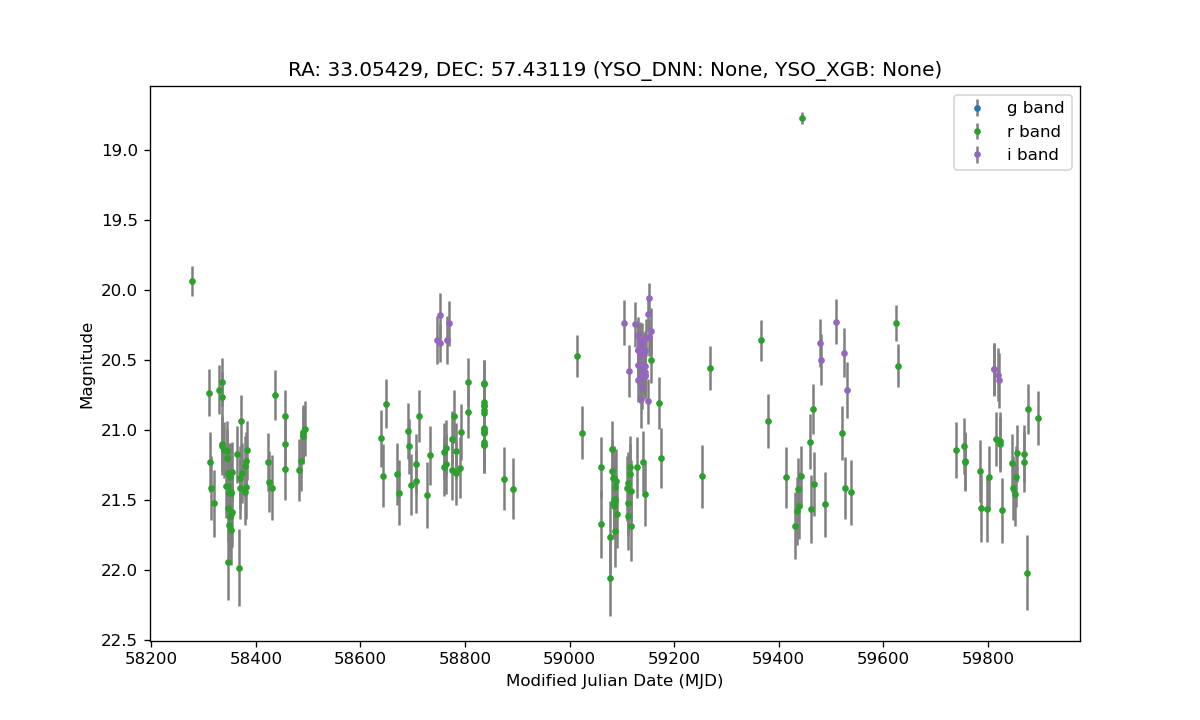 RA: 33.05429, DEC: 57.43119 (YSO_DNN: None, YSO_XGB: None)
g band
r band
i band
19.0
19.5
20.0
20.5
21.0
21.5
22.0
22.5
Magnitude
58200 58400 58600 58800 59000 59200 59400 59600 59800
Modified Julian Date (MJD)